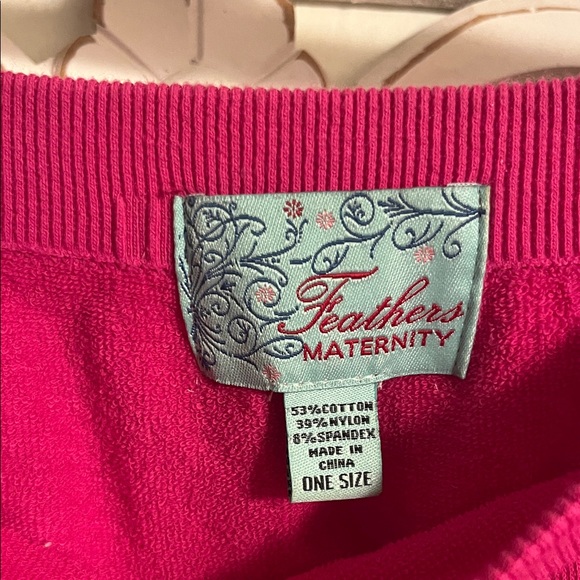 Feathers
MATERNITY
53%COTTON
39%NYLON
8%SPANDEX
MADE IN
CHINA
ONE SIZE